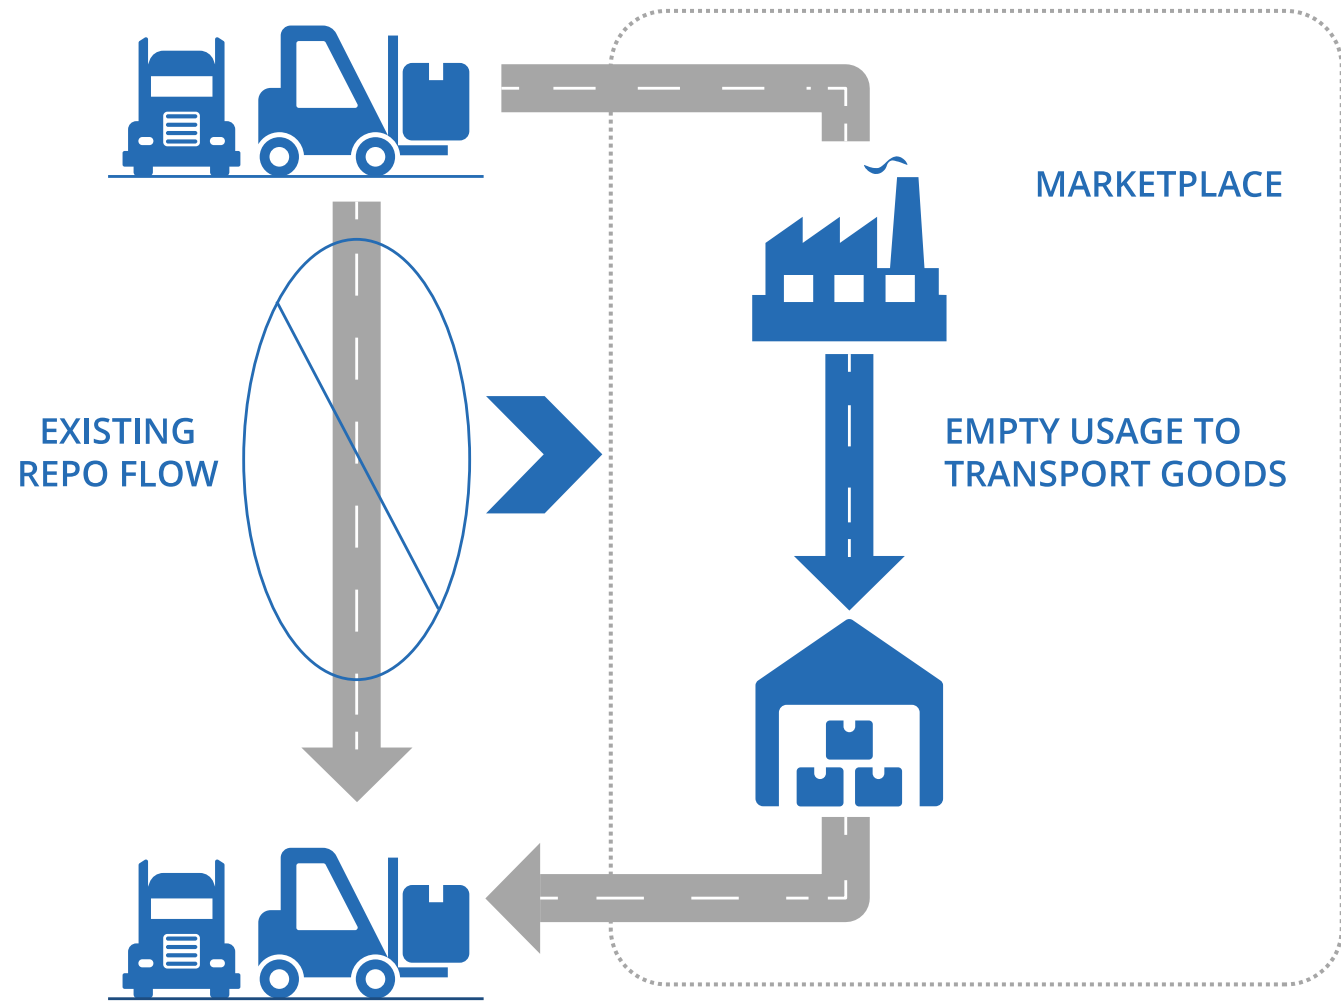 MARKETPLACE
EXISTING
REPO FLOW
EMPTY USAGE TO
TRANSPORT GOODS